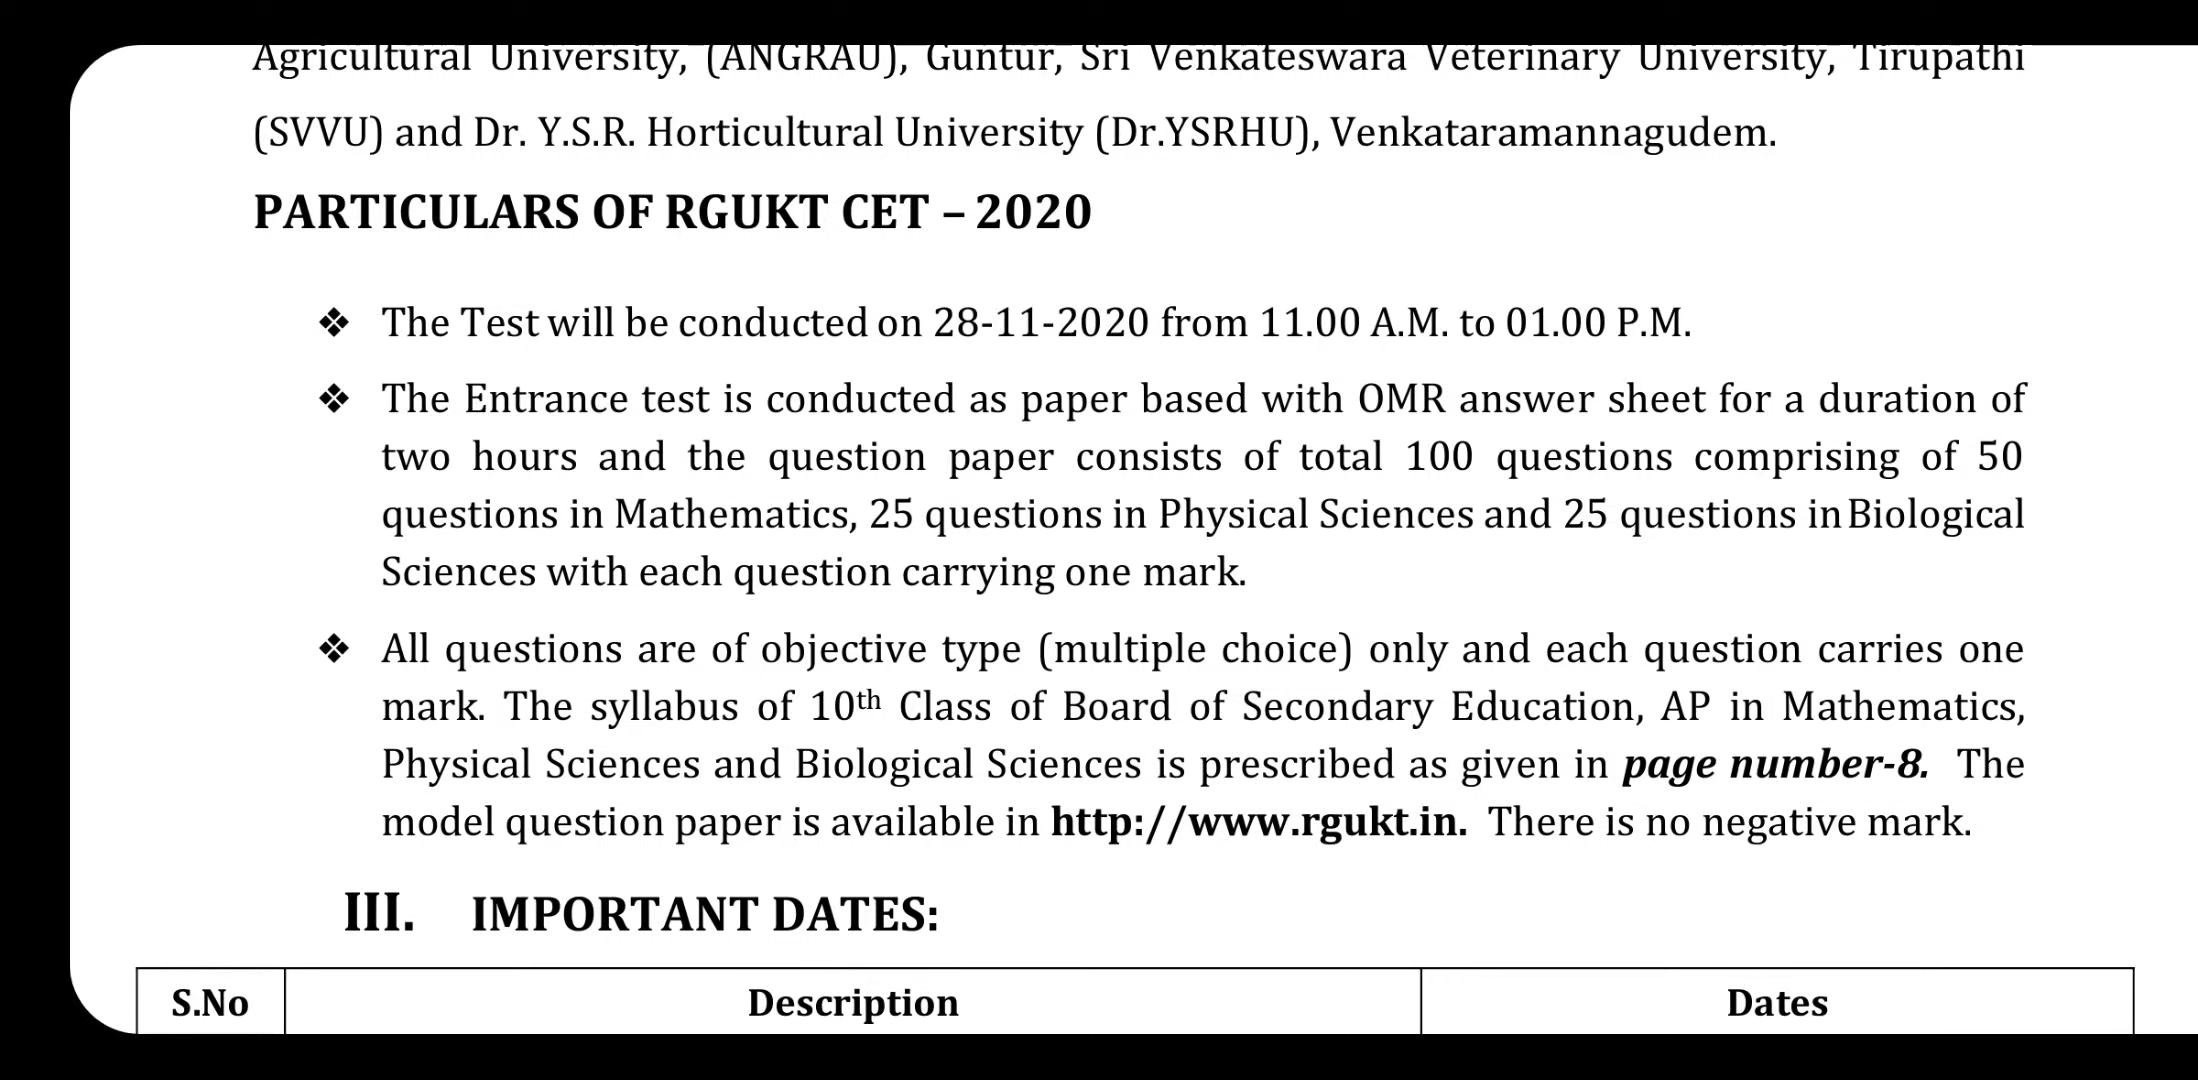 Agricultural University, (ANGRAU), Guntur, Sri Venkateswara Veterinary University, Tirupathi
(SVVU) and Dr. Y.S.R. Horticultural University (Dr.YSRHU), Venkataramannagudem.
PARTICULARS OF RGUKT CET – 2020
❖ The Test will be conducted on 28-11-2020 from 11.00 A.M. to 01.00 P.M.
❖ The Entrance test is conducted as paper based with OMR answer sheet for a duration of
two hours and the question paper consists of total 100 questions comprising of 50
questions in Mathematics, 25 questions in Physical Sciences and 25 questions in Biological
Sciences with each question carrying one mark.
❖ All questions are of objective type (multiple choice) only and each question carries one
mark. The syllabus of 10th Class of Board of Secondary Education, AP in Mathematics,
Physical Sciences and Biological Sciences is prescribed as given in page number-8. The
model question paper is available in http://www.rgukt.in. There is no negative mark.
III. IMPORTANT DATES:
S.No Description Dates